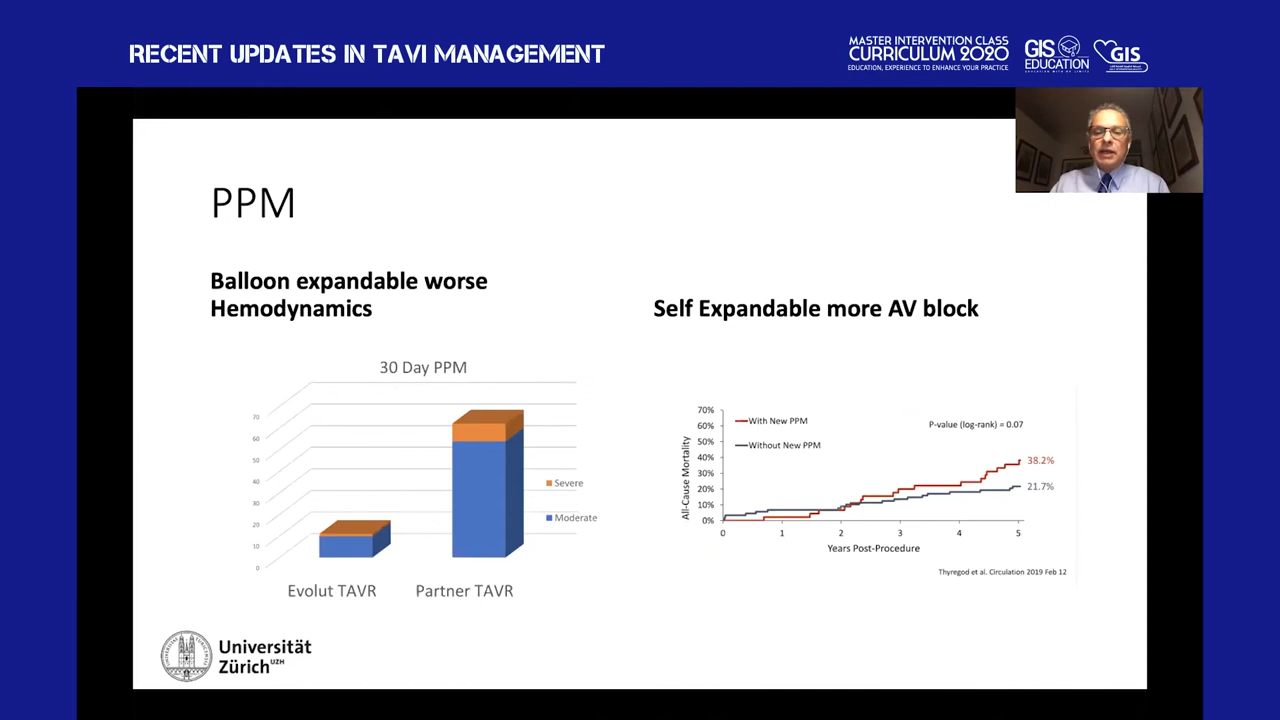 RECENT UPDATES IN TAVI MANAGEMENT
MASTER INTERVENTION CLASS
CURRICULUM 2020
EDUCATION, EXPERIENCE TO ENHANCE YOUR PRACTICE
GIS
EDUCATION
GIS
PPM
Balloon expandable worse
Hemodynamics
Self Expandable more AV block
30 Day PPM
70
60
50
40
30
20
10
0
Severe
Moderate
Evolut TAVR
Partner TAVR
70%
60%
50%
40%
30%
20%
10%
0%
All-Cause Mortality
With New PPM
Without New PPM
P-value (log-rank) = 0.07
38.2%
21.7%
0 1 2 3 4 5
Years Post-Procedure
Thyregod et al. Circulation 2019 Feb 12
Universität
Zürich UZH